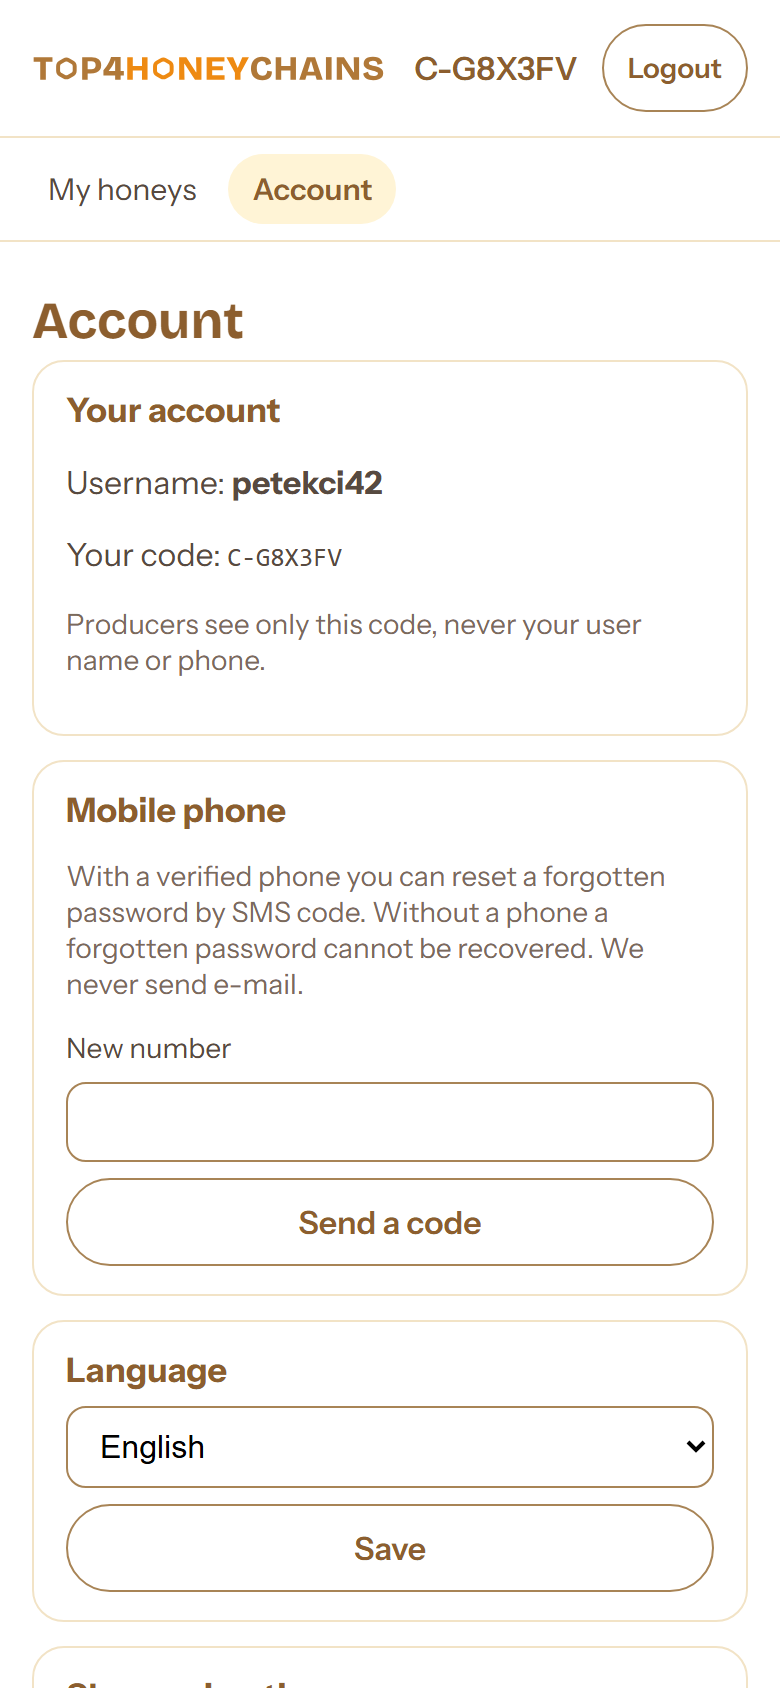 TOP4HONEYCHAINS C-G8X3FV Logout
My honeys Account
Account
Your account
Username: petekci42
Your code: C-G8X3FV
Producers see only this code, never your user
name or phone.
Mobile phone
With a verified phone you can reset a forgotten
password by SMS code. Without a phone a
forgotten password cannot be recovered. We
never send e-mail.
New number
Send a code
Language
English
Save